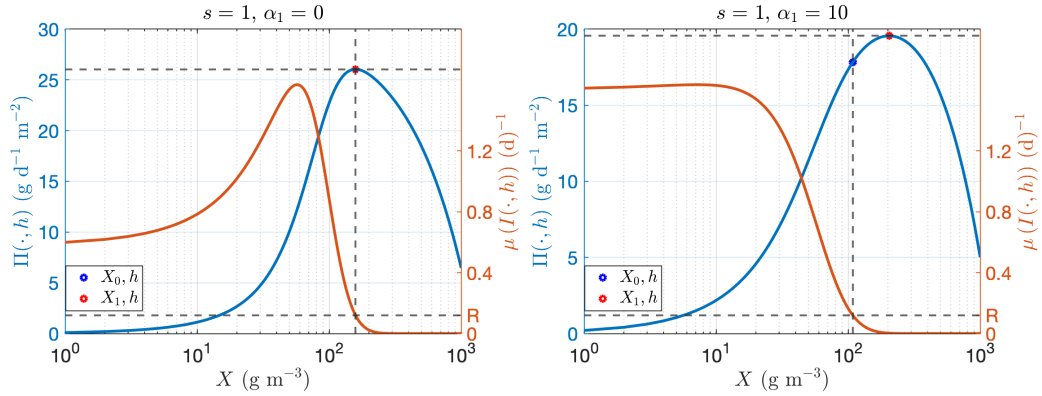 s = 1, α₁ = 0
30
25
20
15
10
5
0
Π(·, h) (g d⁻¹ m⁻²)
1.2
0.8
0.4
R
0
μ (I(·, h)) (d)⁻¹
X₀, h
X₁, h
10⁰ 10¹ 10² 10³
X (g m⁻³)
s = 1, α₁ = 10
20
15
10
5
0
Π(·, h) (g d⁻¹ m⁻²)
1.2
0.8
0.4
R
0
μ (I(·, h)) (d)⁻¹
X₀, h
X₁, h
10⁰ 10¹ 10² 10³
X (g m⁻³)